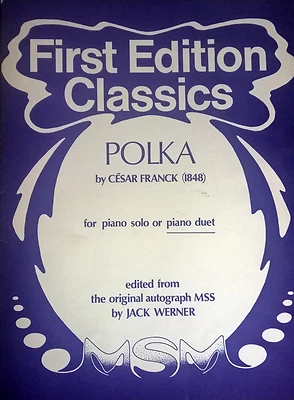 First Edition
Classics
POLKA
by CÉSAR FRANCK (1848)
for piano solo or piano duet
edited from
the original autograph MSS
by JACK WERNER
MSM